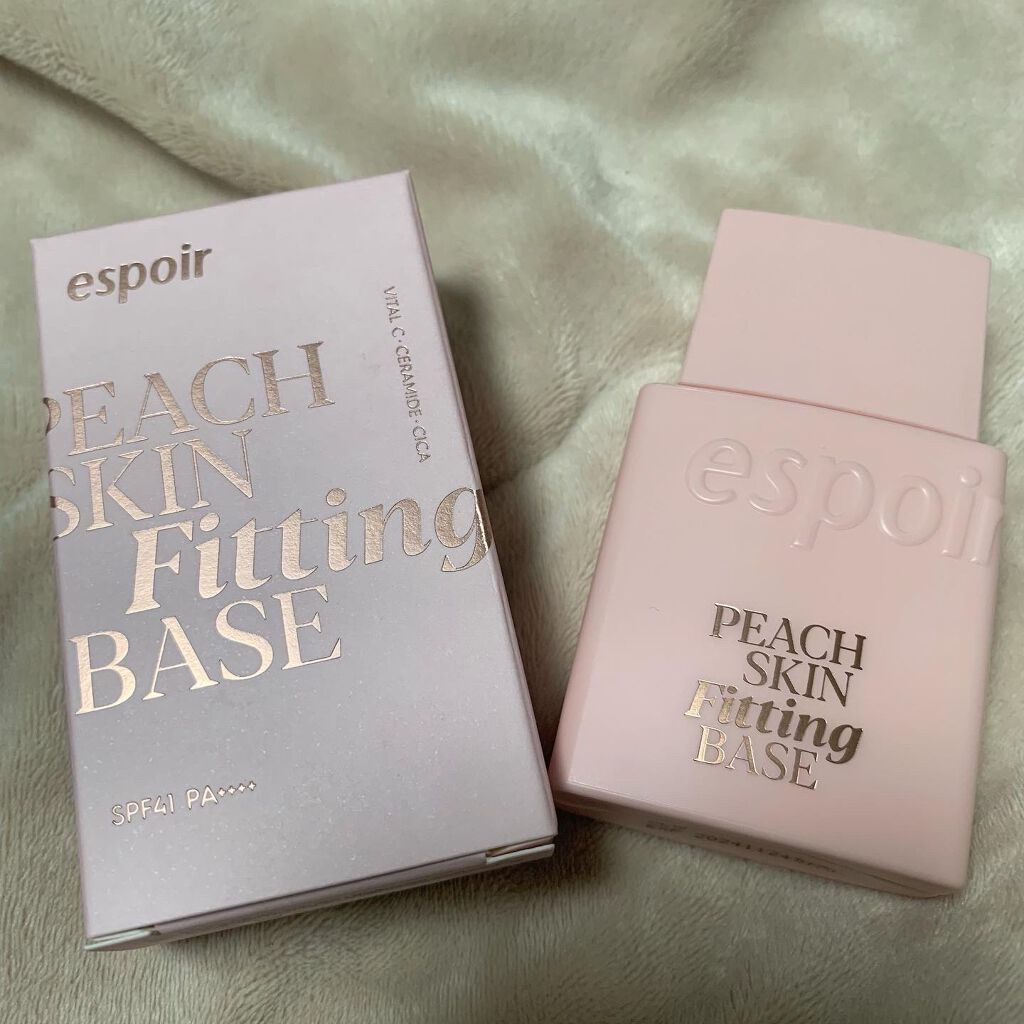 espoir
VITAL C · CERAMIDE · CICA
PEACH
SKIN
Fitting
BASE
SPF41 PA++++
espoir
PEACH
SKIN
Fitting
BASE